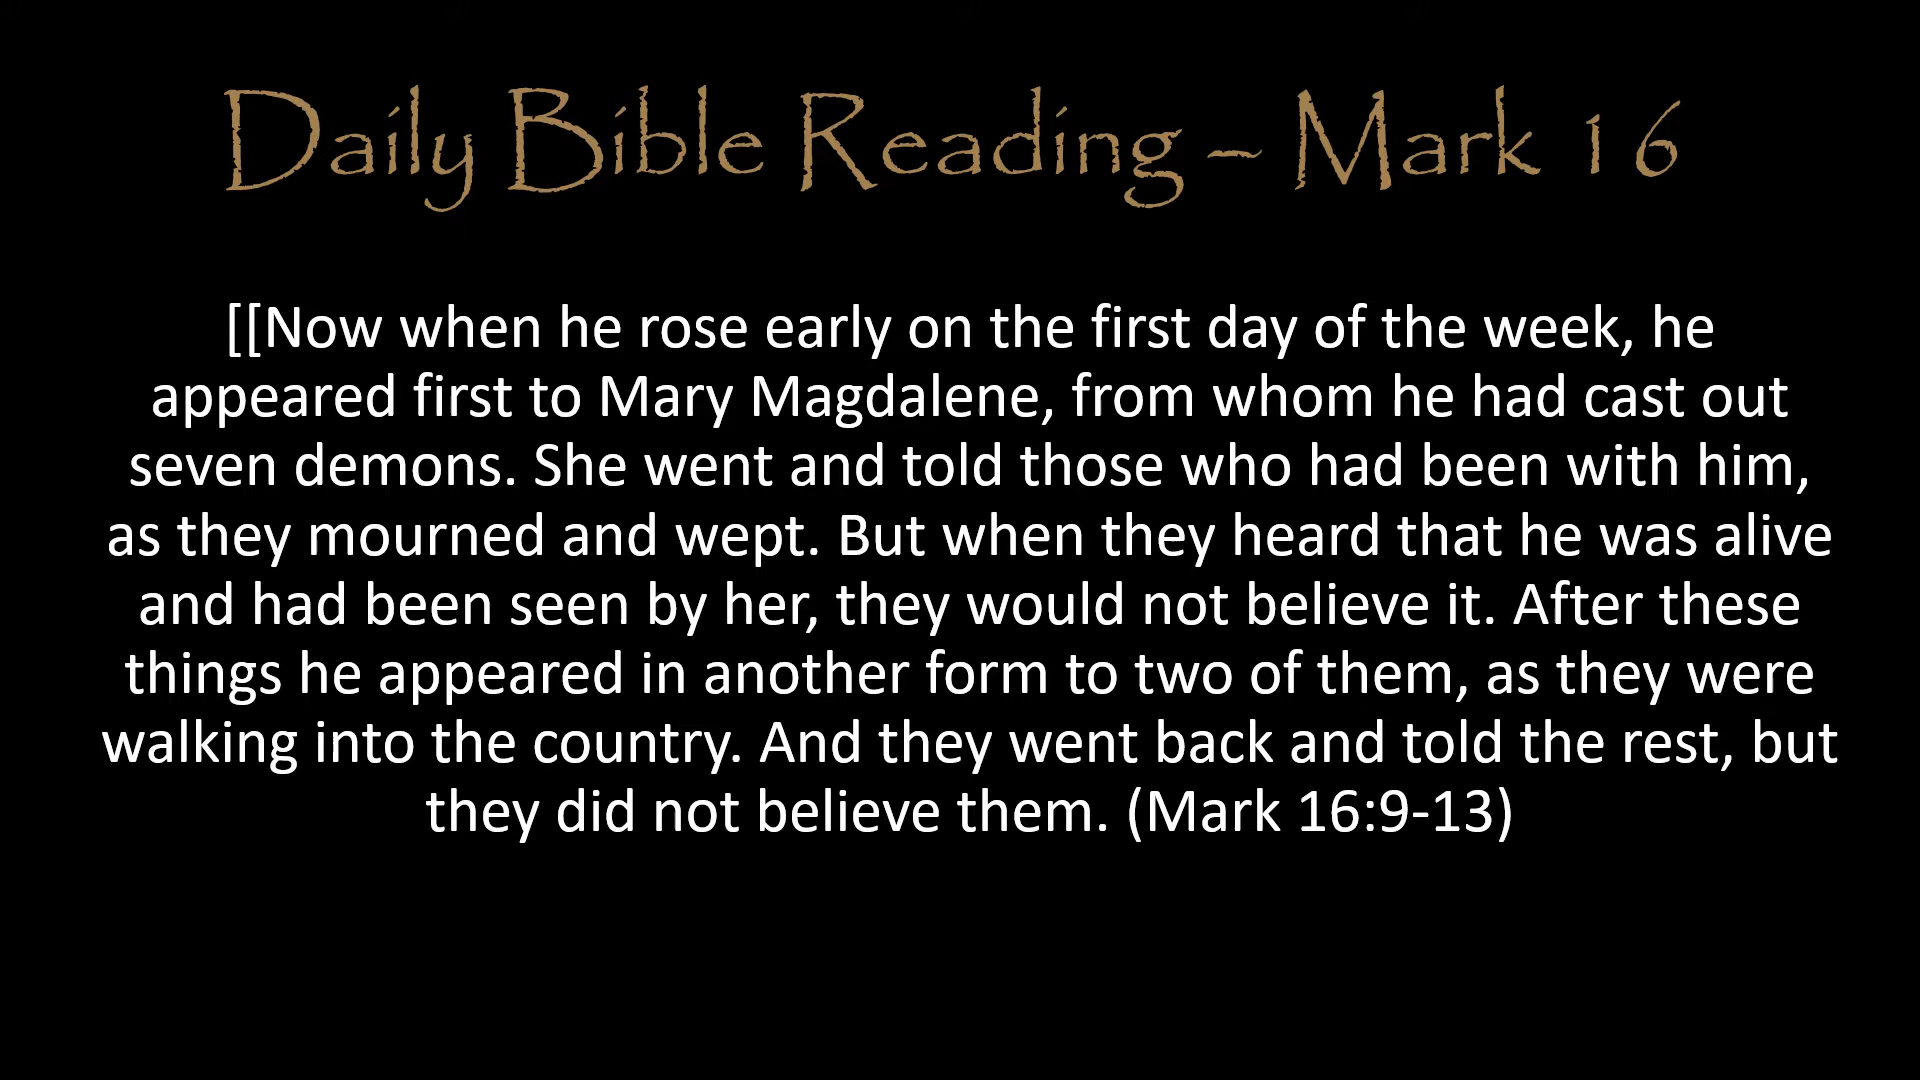 Daily Bible Reading – Mark 16
[[Now when he rose early on the first day of the week, he
appeared first to Mary Magdalene, from whom he had cast out
seven demons. She went and told those who had been with him,
as they mourned and wept. But when they heard that he was alive
and had been seen by her, they would not believe it. After these
things he appeared in another form to two of them, as they were
walking into the country. And they went back and told the rest, but
they did not believe them. (Mark 16:9-13)